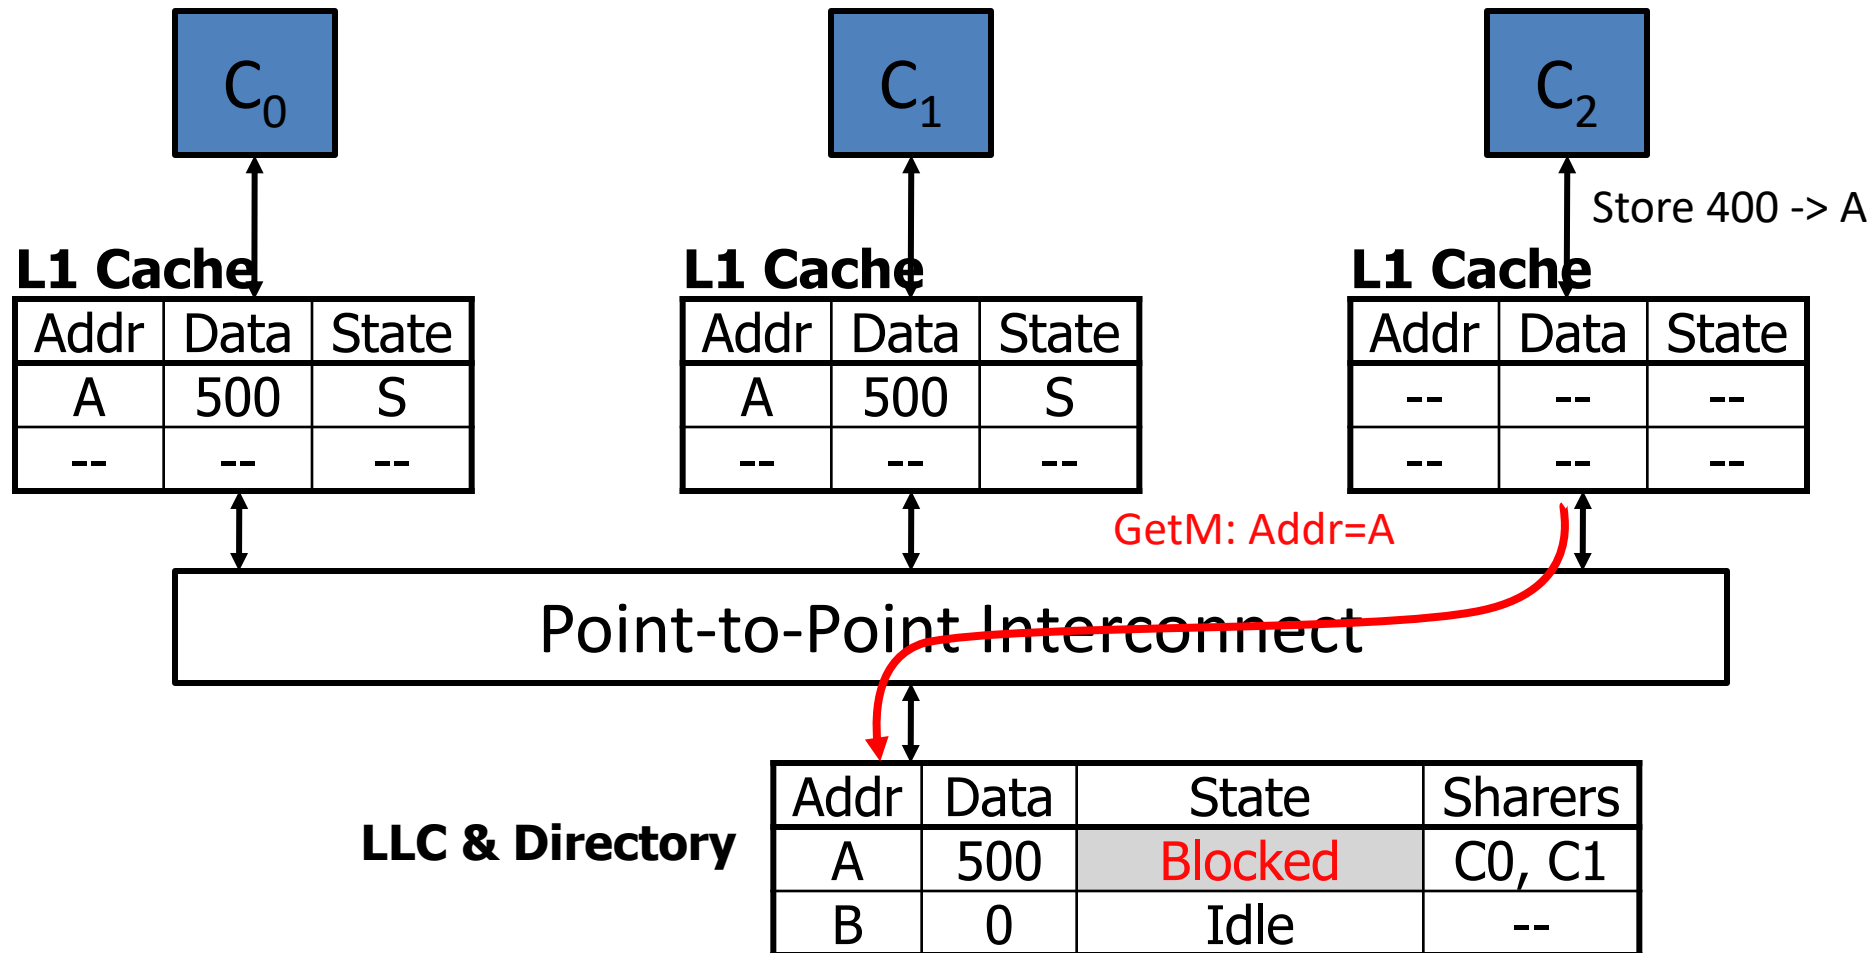 C0 C1 C2
Store 400 -> A
L1 Cache L1 Cache L1 Cache
Addr Data State Addr Data State Addr Data State
A 500 S A 500 S -- -- --
-- -- -- -- -- -- -- -- --
GetM: Addr=A
Point-to-Point Interconnect
Addr Data State Sharers
LLC & Directory
A 500 Blocked C0, C1
B 0 Idle --